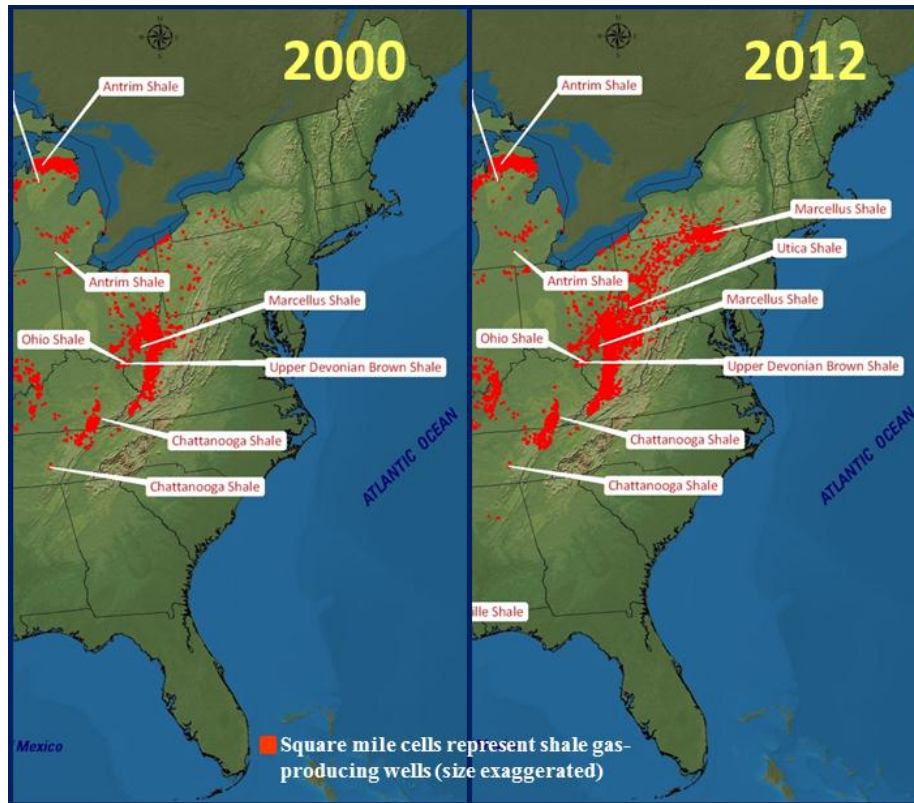 2000
Antrim Shale
Antrim Shale
Marcellus Shale
Ohio Shale
Upper Devonian Brown Shale
Chattanooga Shale
Chattanooga Shale
ATLANTIC OCEAN
Mexico
2012
Antrim Shale
Marcellus Shale
Utica Shale
Antrim Shale
Marcellus Shale
Ohio Shale
Upper Devonian Brown Shale
Chattanooga Shale
Chattanooga Shale
ATLANTIC OCEAN
ille Shale
Square mile cells represent shale gas-
producing wells (size exaggerated)